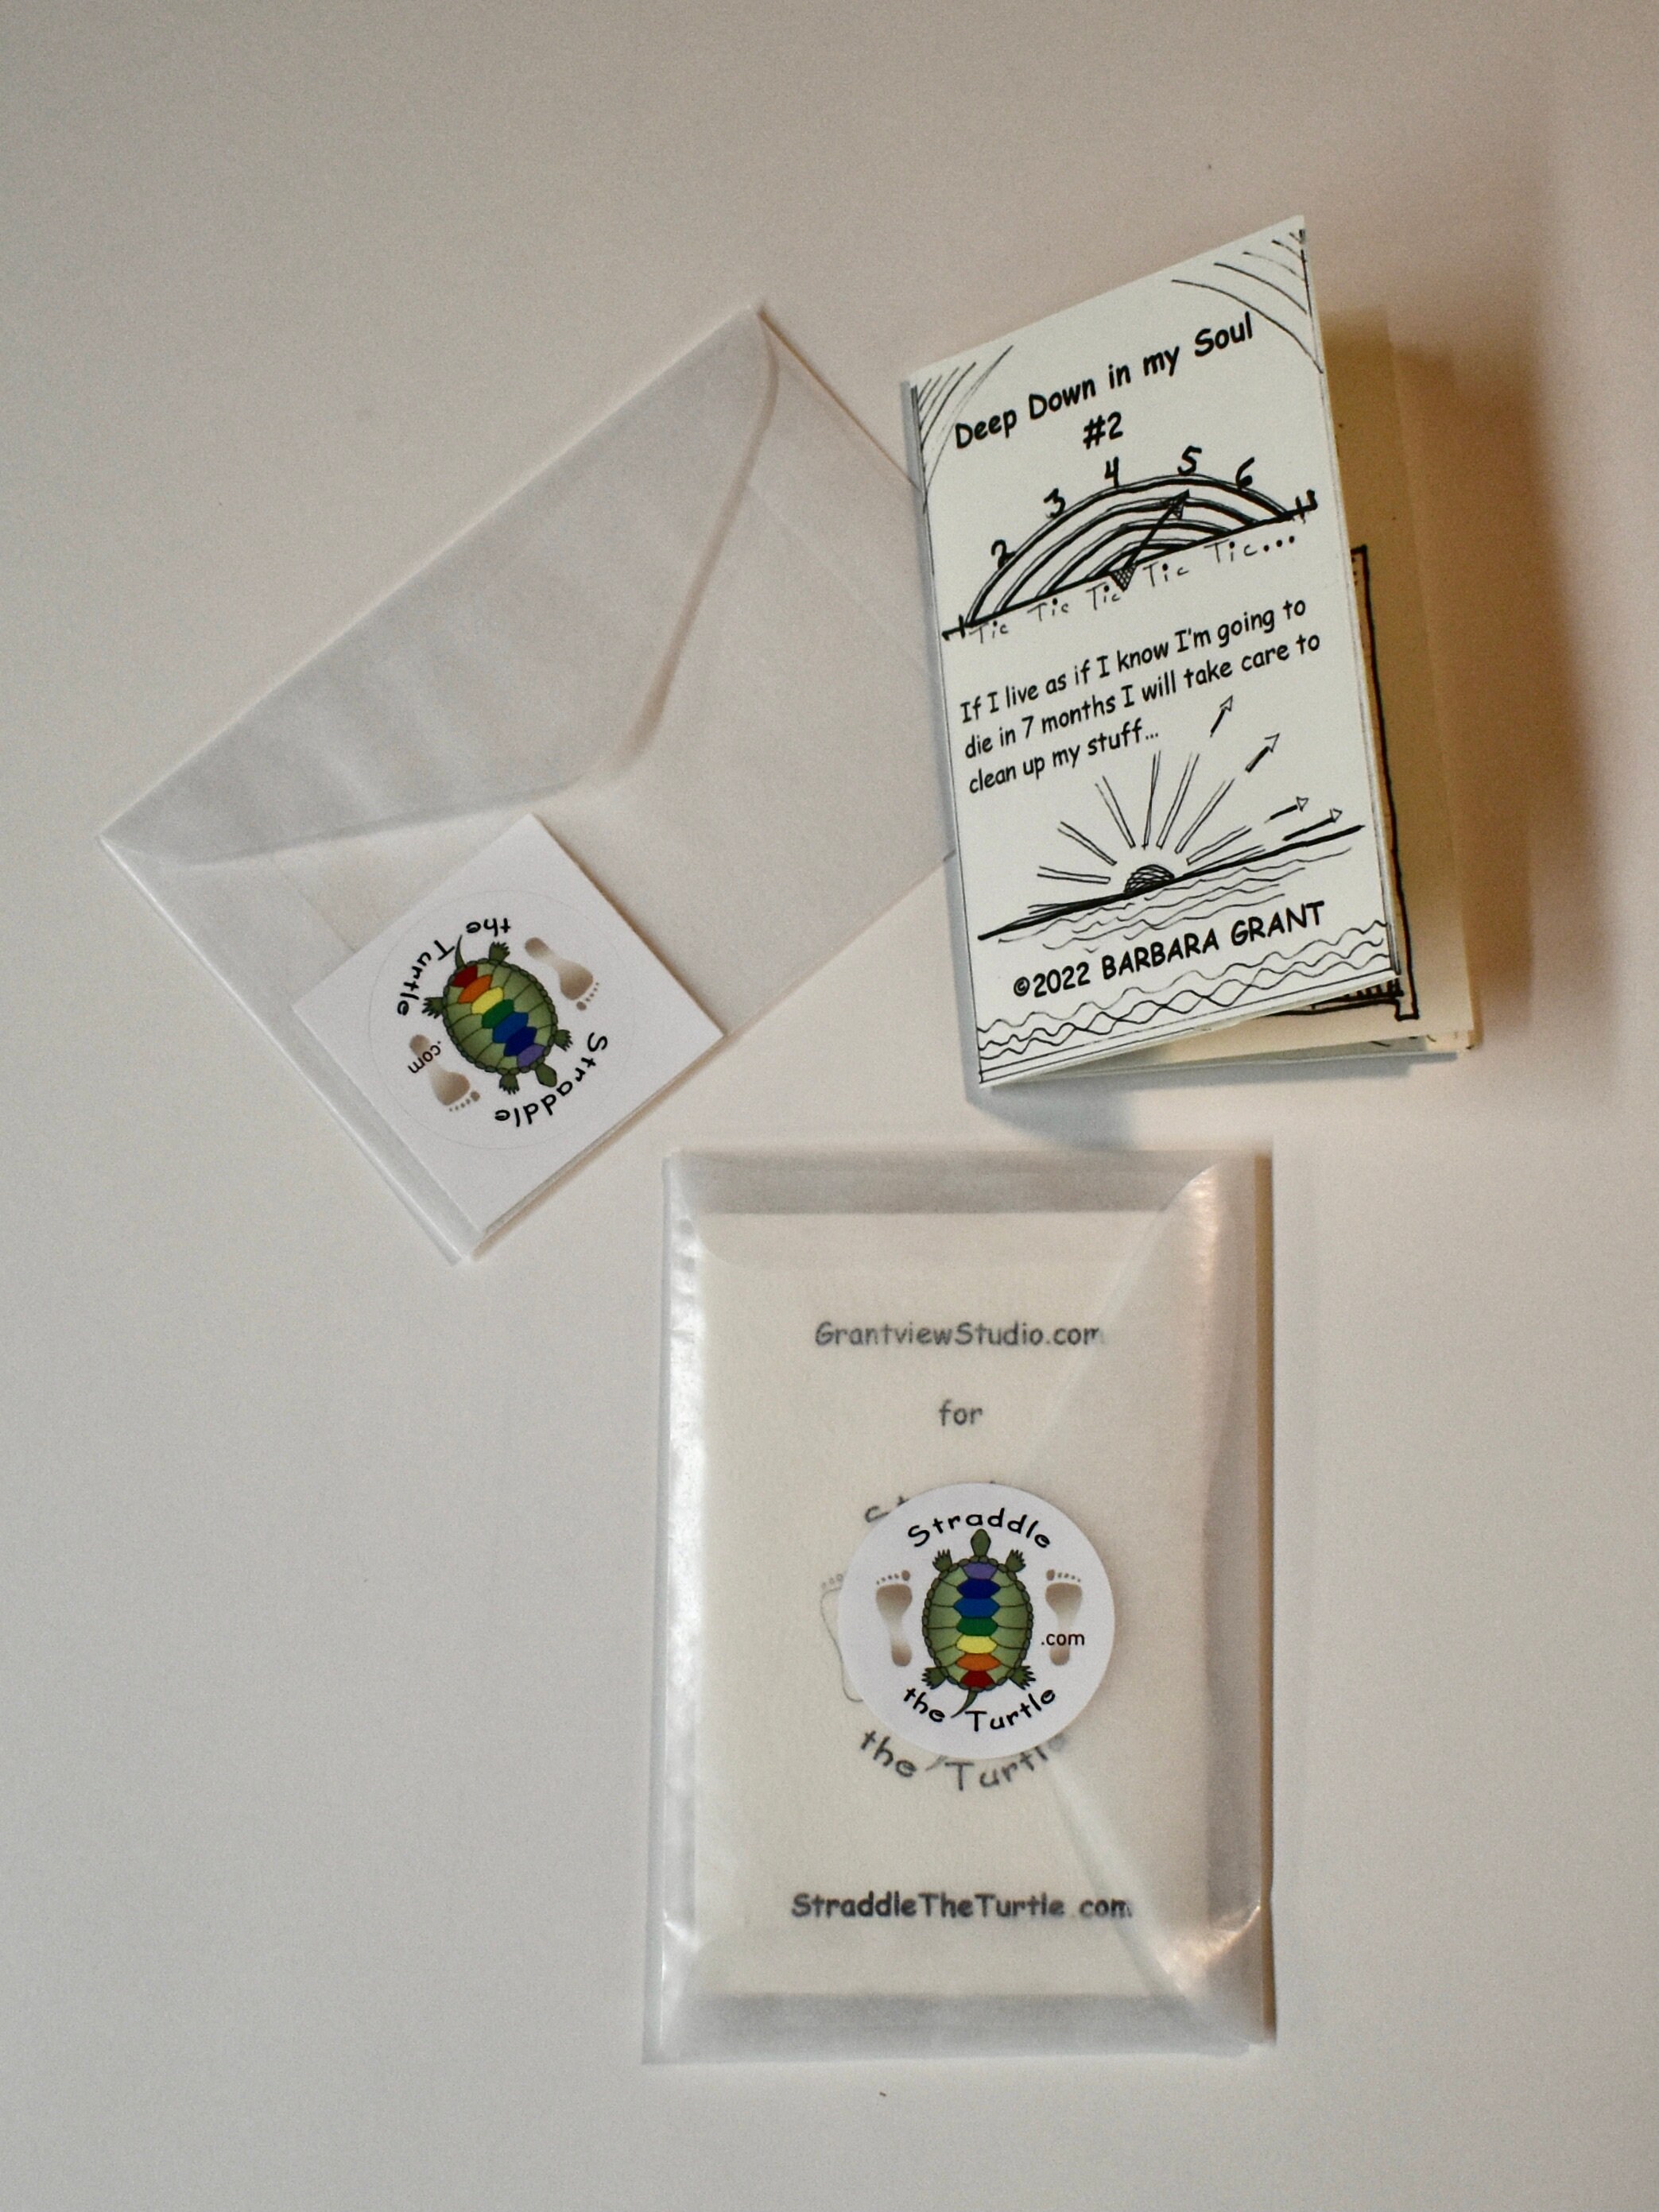 Deep Down in my Soul
#2
1 2 3 4 5 6
Tic Tic Tic Tic Tic...
If I live as if I know I'm going to
die in 7 months I will take care to
clean up my stuff...
©2022 BARBARA GRANT
Straddle
the Turtle
.com
GrantviewStudio.com
for
Straddle
.com
the Turtle
the Turtle
StraddleTheTurtle.com